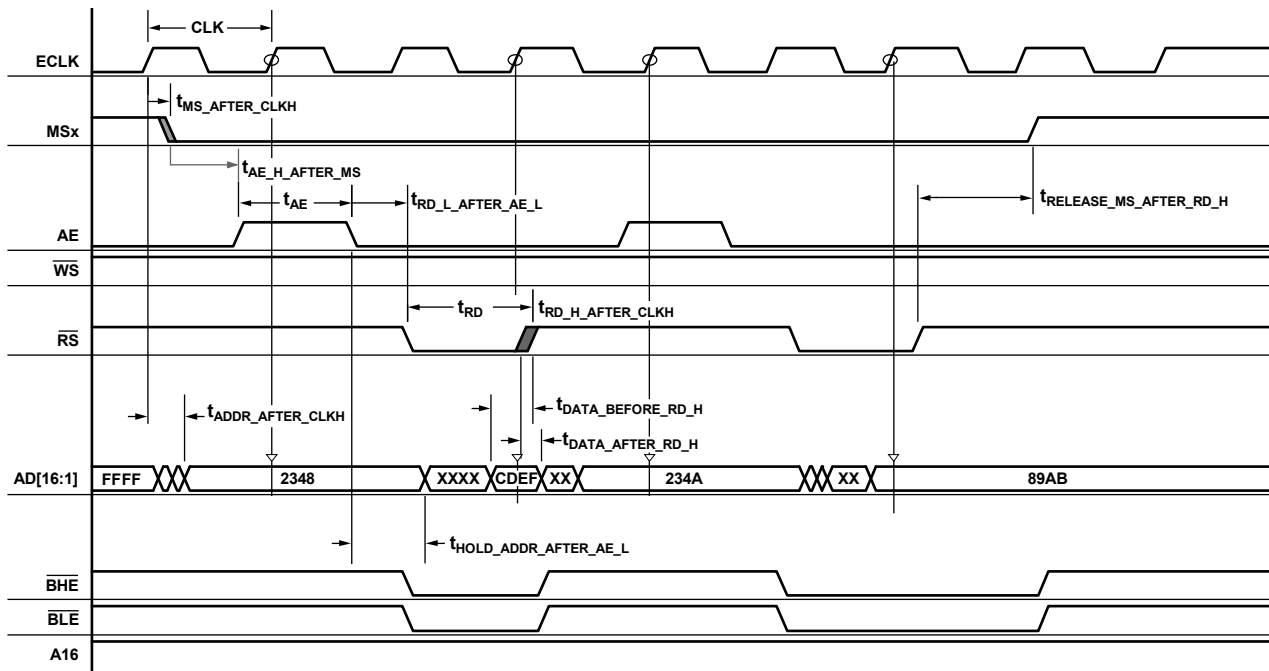 CLK
ECLK
tMS_AFTER_CLKH
MSx
tAE_H_AFTER_MS
tAE
tRD_L_AFTER_AE_L
tRELEASE_MS_AFTER_RD_H
AE
WS
tRD
tRD_H_AFTER_CLKH
RS
tADDR_AFTER_CLKH
tDATA_BEFORE_RD_H
tDATA_AFTER_RD_H
AD[16:1] FFFF 2348 XXXX CDEF XX 234A XX 89AB
tHOLD_ADDR_AFTER_AE_L
BHE
BLE
A16